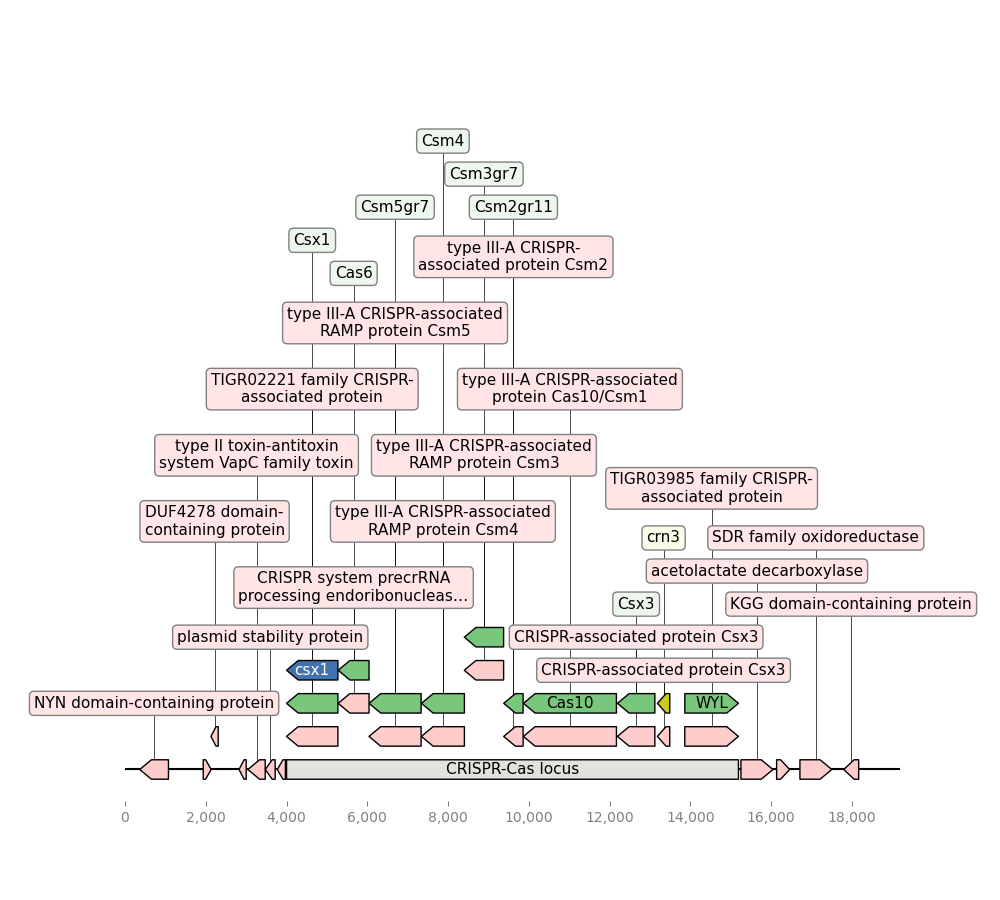 Csm4
Csm3gr7
Csm5gr7
Csm2gr11
Csx1
type III-A CRISPR-
associated protein Csm2
Cas6
type III-A CRISPR-associated
RAMP protein Csm5
TIGR02221 family CRISPR-
associated protein
type III-A CRISPR-associated
protein Cas10/Csm1
type II toxin-antitoxin
system VapC family toxin
type III-A CRISPR-associated
RAMP protein Csm3
TIGR03985 family CRISPR-
associated protein
DUF4278 domain-
containing protein
type III-A CRISPR-associated
RAMP protein Csm4
crn3
SDR family oxidoreductase
acetolactate decarboxylase
CRISPR system precrRNA
processing endoribonucleas...
Csx3
KGG domain-containing protein
plasmid stability protein
CRISPR-associated protein Csx3
csx1
CRISPR-associated protein Csx3
NYN domain-containing protein
Cas10
WYL
CRISPR-Cas locus
0
2,000
4,000
6,000
8,000
10,000
12,000
14,000
16,000
18,000